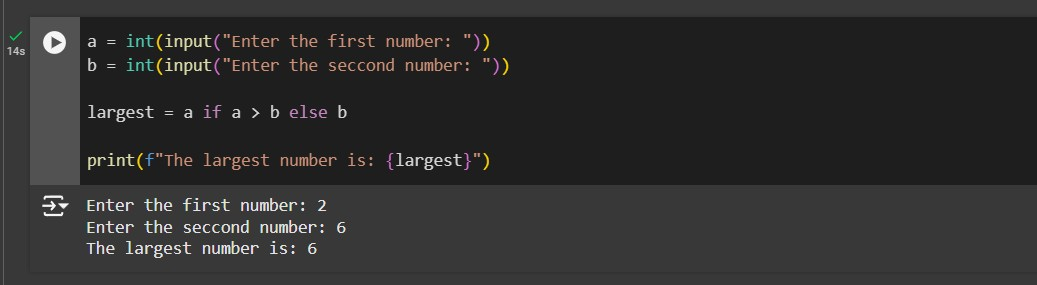 14s
a = int(input("Enter the first number: "))
b = int(input("Enter the seccond number: "))
largest = a if a > b else b
print(f"The largest number is: {largest}")
Enter the first number: 2
Enter the seccond number: 6
The largest number is: 6